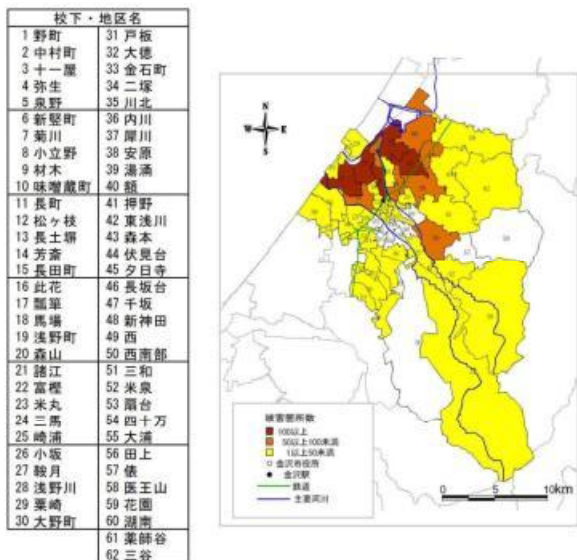 校下・地区名
1 野町 31 戸板
2 中村町 32 大徳
3 十一屋 33 金石町
4 弥生 34 二塚
5 泉野 35 川北
6 新竪町 36 内川
7 菊川 37 犀川
8 小立野 38 安原
9 材木 39 湯涌
10 味噌蔵町 40 額
11 長町 41 押野
12 松ヶ枝 42 東浅川
13 長土塀 43 森本
14 芳斎 44 伏見台
15 長田町 45 夕日寺
16 此花 46 長坂台
17 瓢箪 47 千坂
18 馬場 48 新神田
19 浅野町 49 西
20 森山 50 西南部
21 諸江 51 三和
22 富樫 52 米泉
23 米丸 53 扇台
24 三馬 54 四十万
25 崎浦 55 大浦
26 小坂 56 田上
27 鞍月 57 俵
28 浅野川 58 医王山
29 粟崎 59 花園
30 大野町 60 湖南
61 薬師谷
62 三谷
N
W E
S
被害箇所数
100以上
50以上100未満
1以上50未満
金沢市役所
金沢駅
鉄道
主要河川
0 5 10km